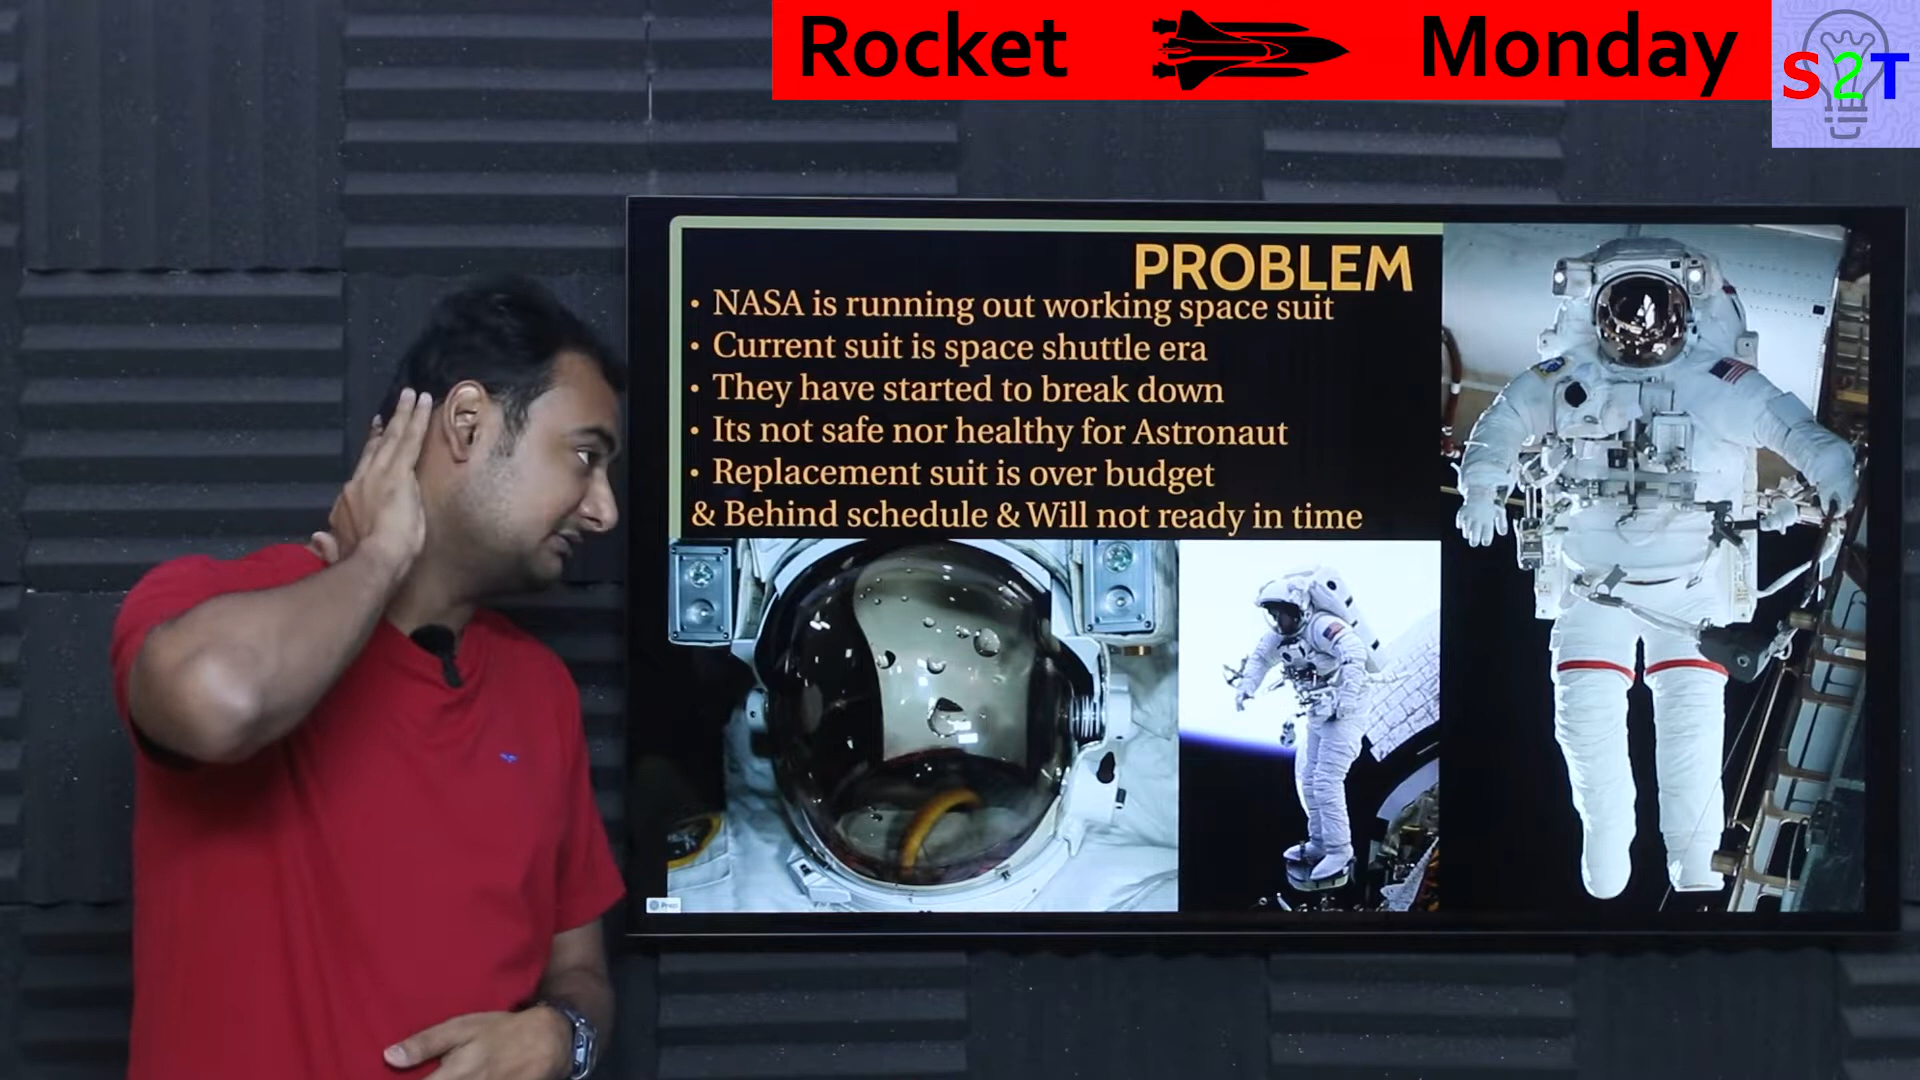 Rocket Monday
S2T
PROBLEM
• NASA is running out working space suit
• Current suit is space shuttle era
• They have started to break down
• Its not safe nor healthy for Astronaut
• Replacement suit is over budget
& Behind schedule & Will not ready in time
Prezi